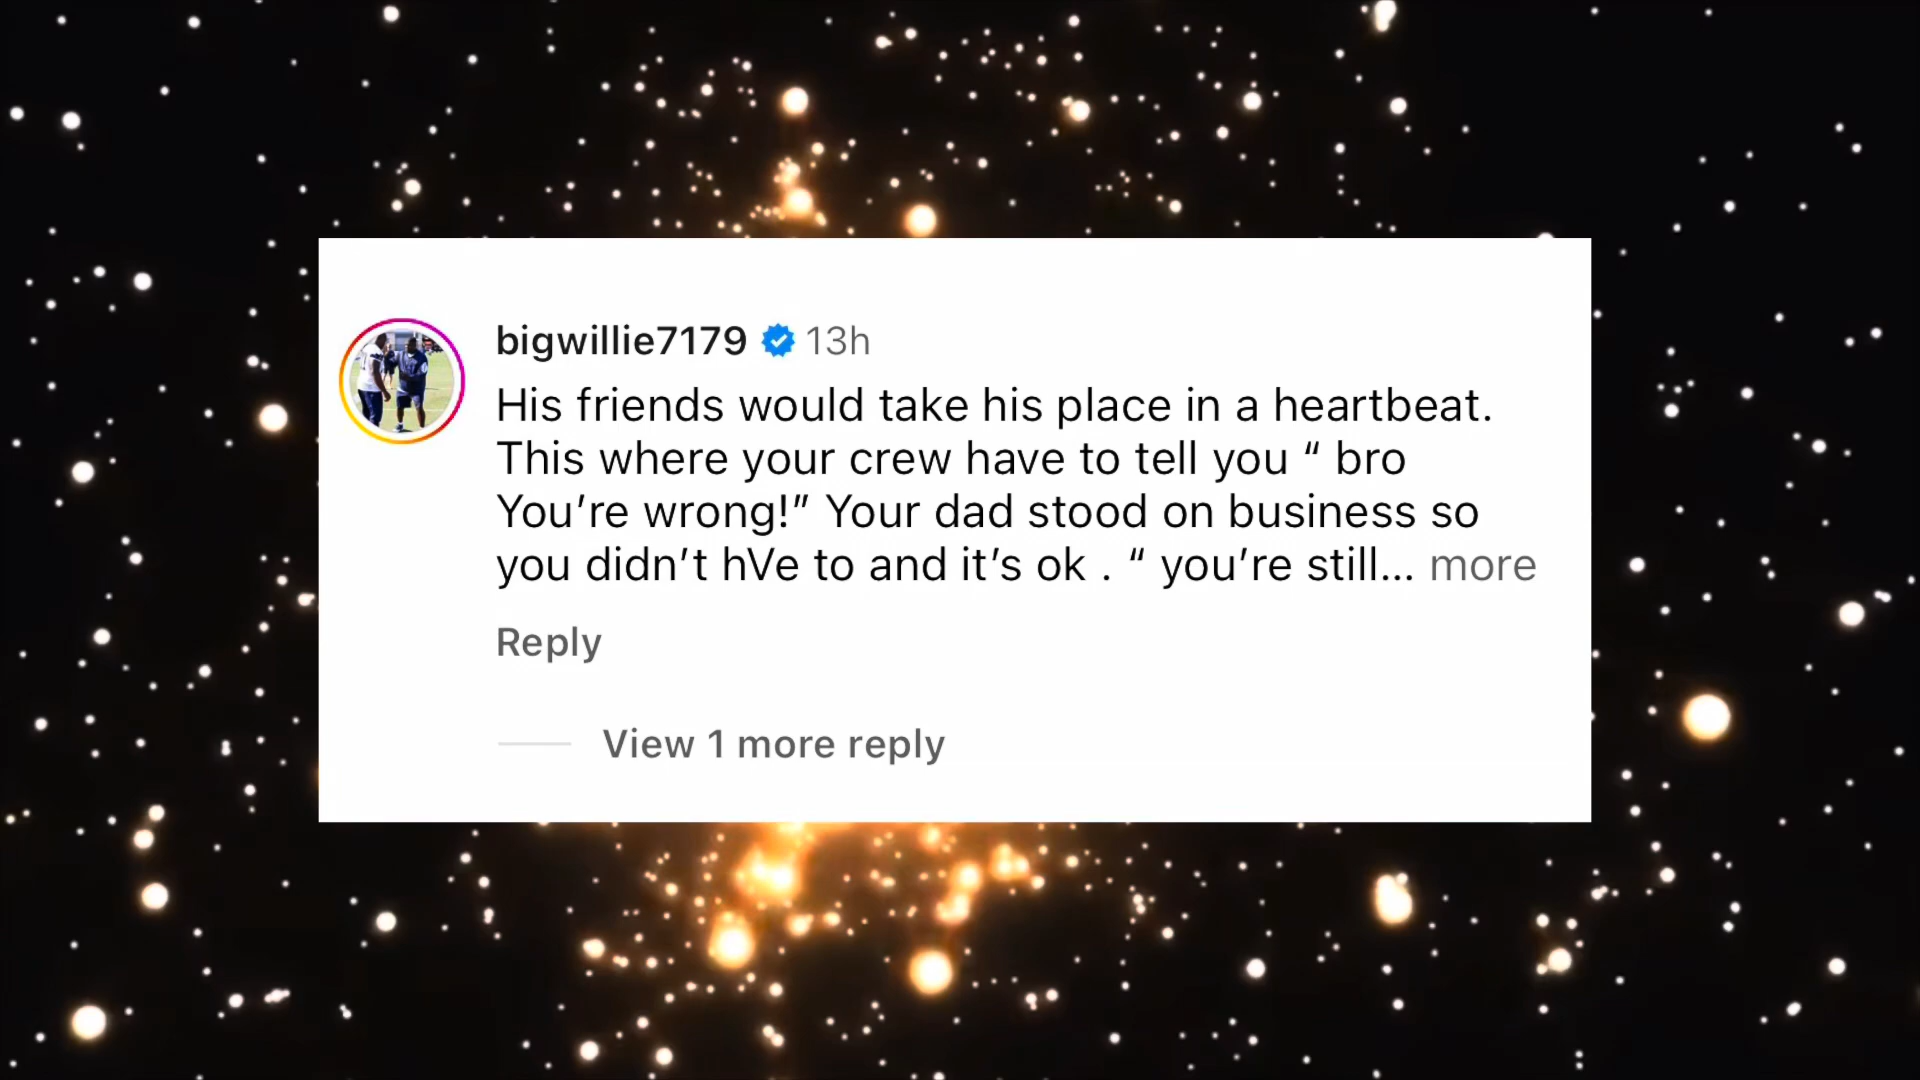 bigwillie7179 13h
His friends would take his place in a heartbeat.
This where your crew have to tell you “ bro
You’re wrong!” Your dad stood on business so
you didn’t hVe to and it’s ok . “ you’re still... more
Reply
View 1 more reply